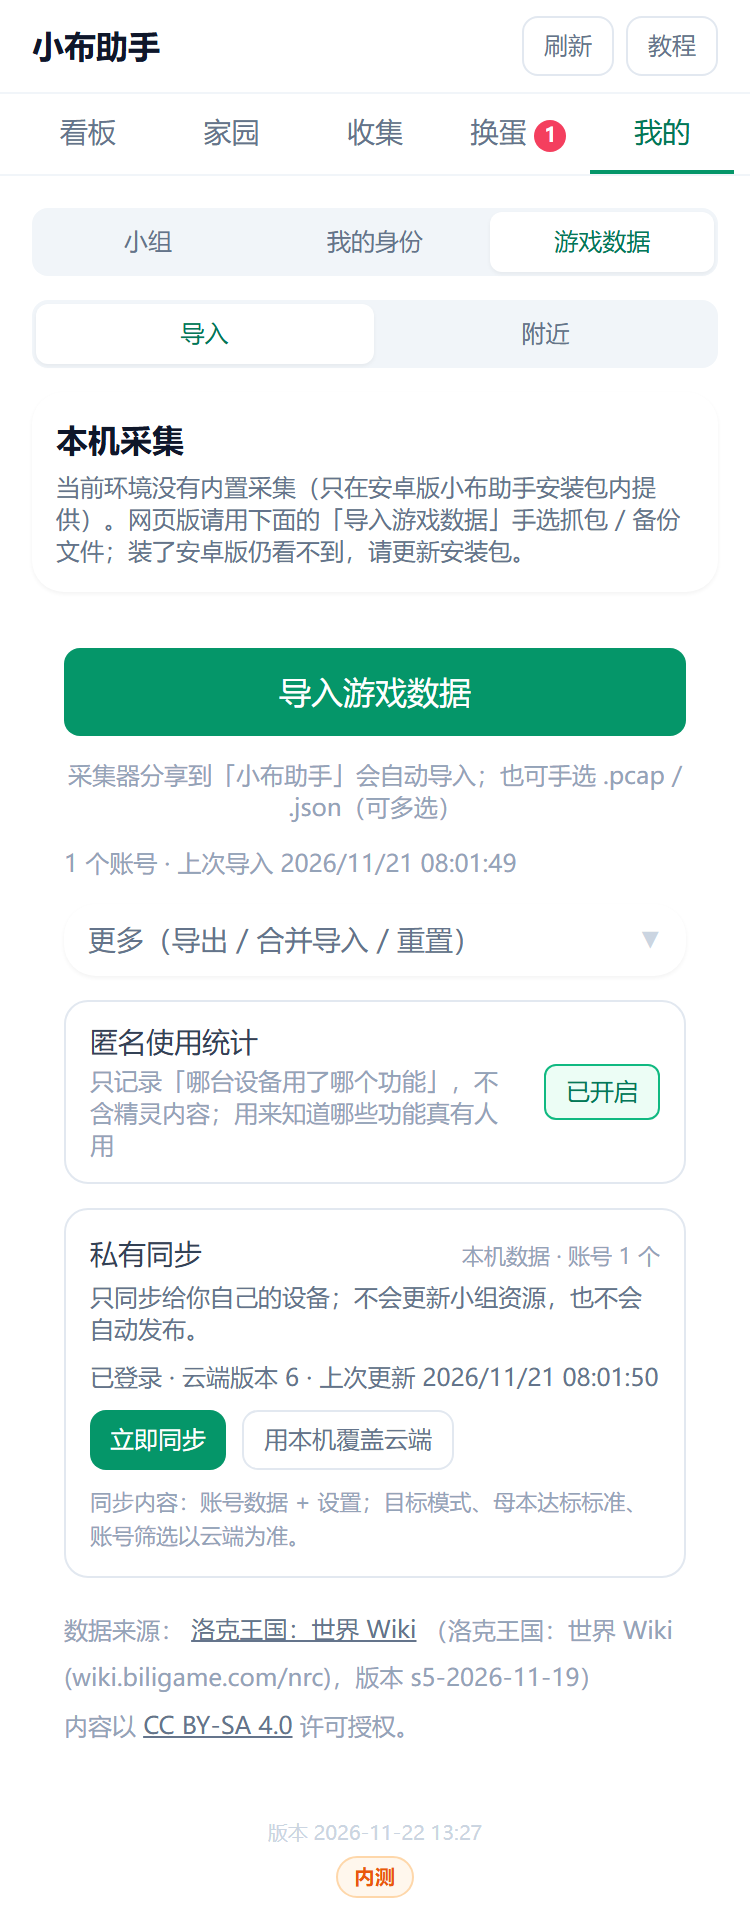 小布助手
刷新
教程
看板
家园
收集
换蛋 1
我的
小组
我的身份
游戏数据
导入
附近
本机采集
当前环境没有内置采集（只在安卓版小布助手安装包内提
供）。网页版请用下面的「导入游戏数据」手选抓包 / 备份
文件；装了安卓版仍看不到，请更新安装包。
导入游戏数据
采集器分享到「小布助手」会自动导入；也可手选 .pcap /
.json（可多选）
1 个账号 · 上次导入 2026/11/21 08:01:49
更多（导出 / 合并导入 / 重置）
▼
匿名使用统计
只记录「哪台设备用了哪个功能」，不
含精灵内容；用来知道哪些功能真有人
用
已开启
私有同步
本机数据 · 账号 1 个
只同步给你自己的设备；不会更新小组资源，也不会
自动发布。
已登录 · 云端版本 6 · 上次更新 2026/11/21 08:01:50
立即同步
用本机覆盖云端
同步内容：账号数据 + 设置；目标模式、母本达标标准、
账号筛选以云端为准。
数据来源： 洛克王国：世界 Wiki （洛克王国：世界 Wiki
(wiki.biligame.com/nrc)，版本 s5-2026-11-19）
内容以 CC BY-SA 4.0 许可授权。
版本 2026-11-22 13:27
内测